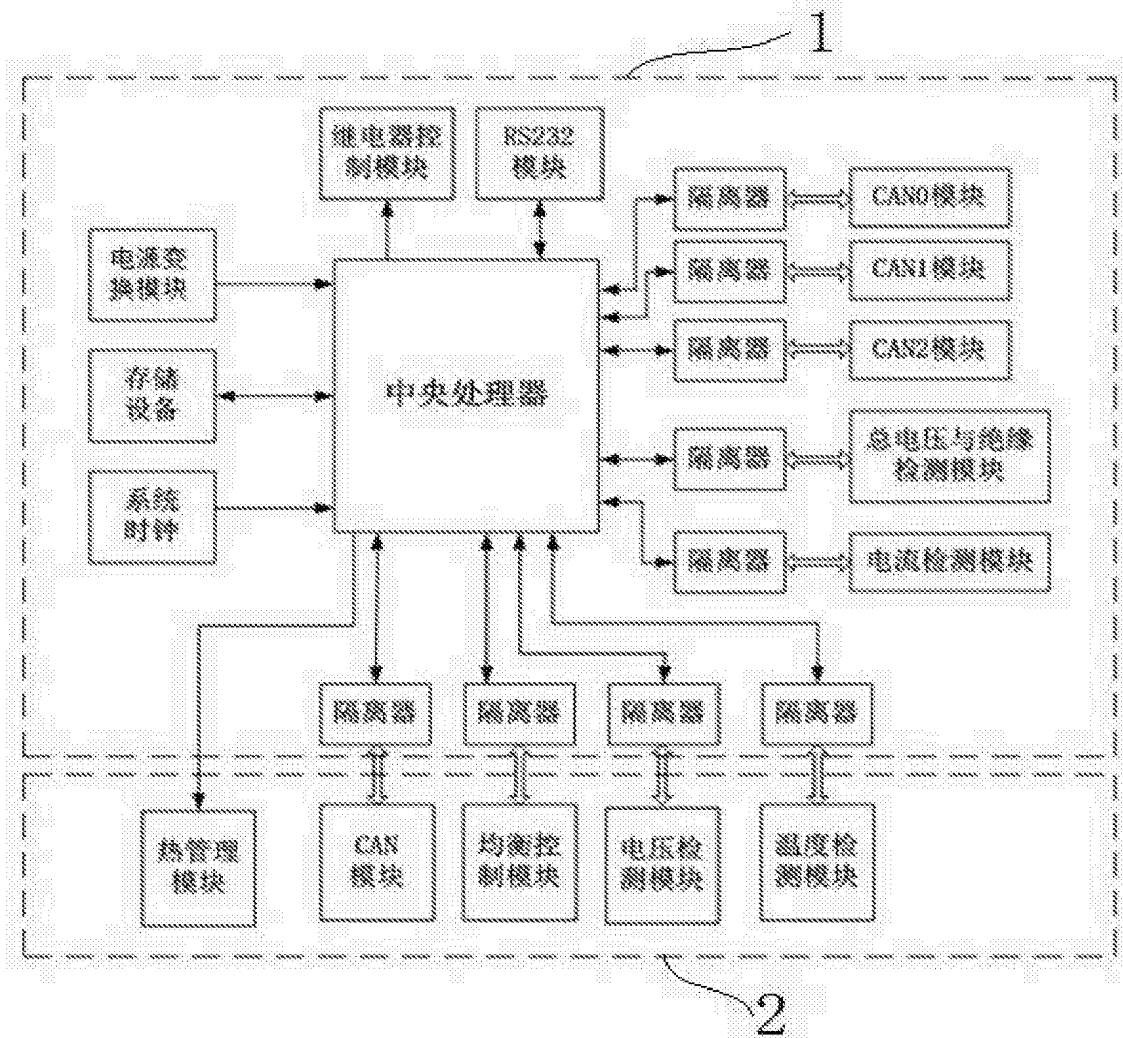 1
继电器控
制模块
RS232
模块
隔离器
CAN0模块
电源变
换模块
隔离器
CAN1模块
隔离器
CAN2模块
存储
设备
中央处理器
隔离器
总电压与绝缘
检测模块
系统
时钟
隔离器
电流检测模块
隔离器
隔离器
隔离器
隔离器
热管理
模块
CAN
模块
均衡控
制模块
电压检
测模块
温度检
测模块
2